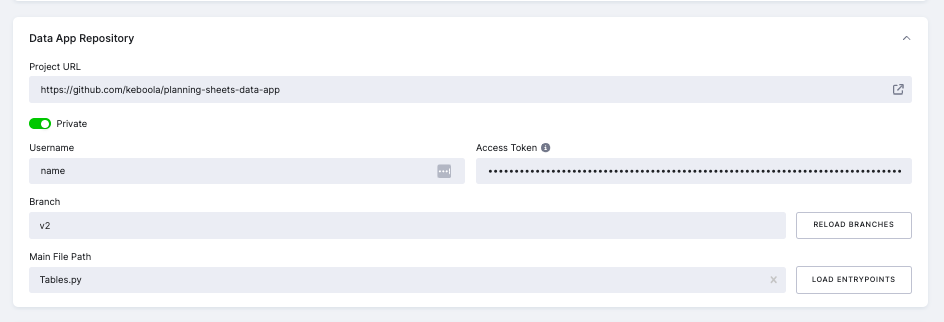 Data App Repository
Project URL
https://github.com/keboola/planning-sheets-data-app
Private
Username
Access Token
name
••••••••••••••••••••••••••••••••••••••••••••••••••••••••••••••••••••••••••••••
Branch
v2
RELOAD BRANCHES
Main File Path
Tables.py
LOAD ENTRYPOINTS